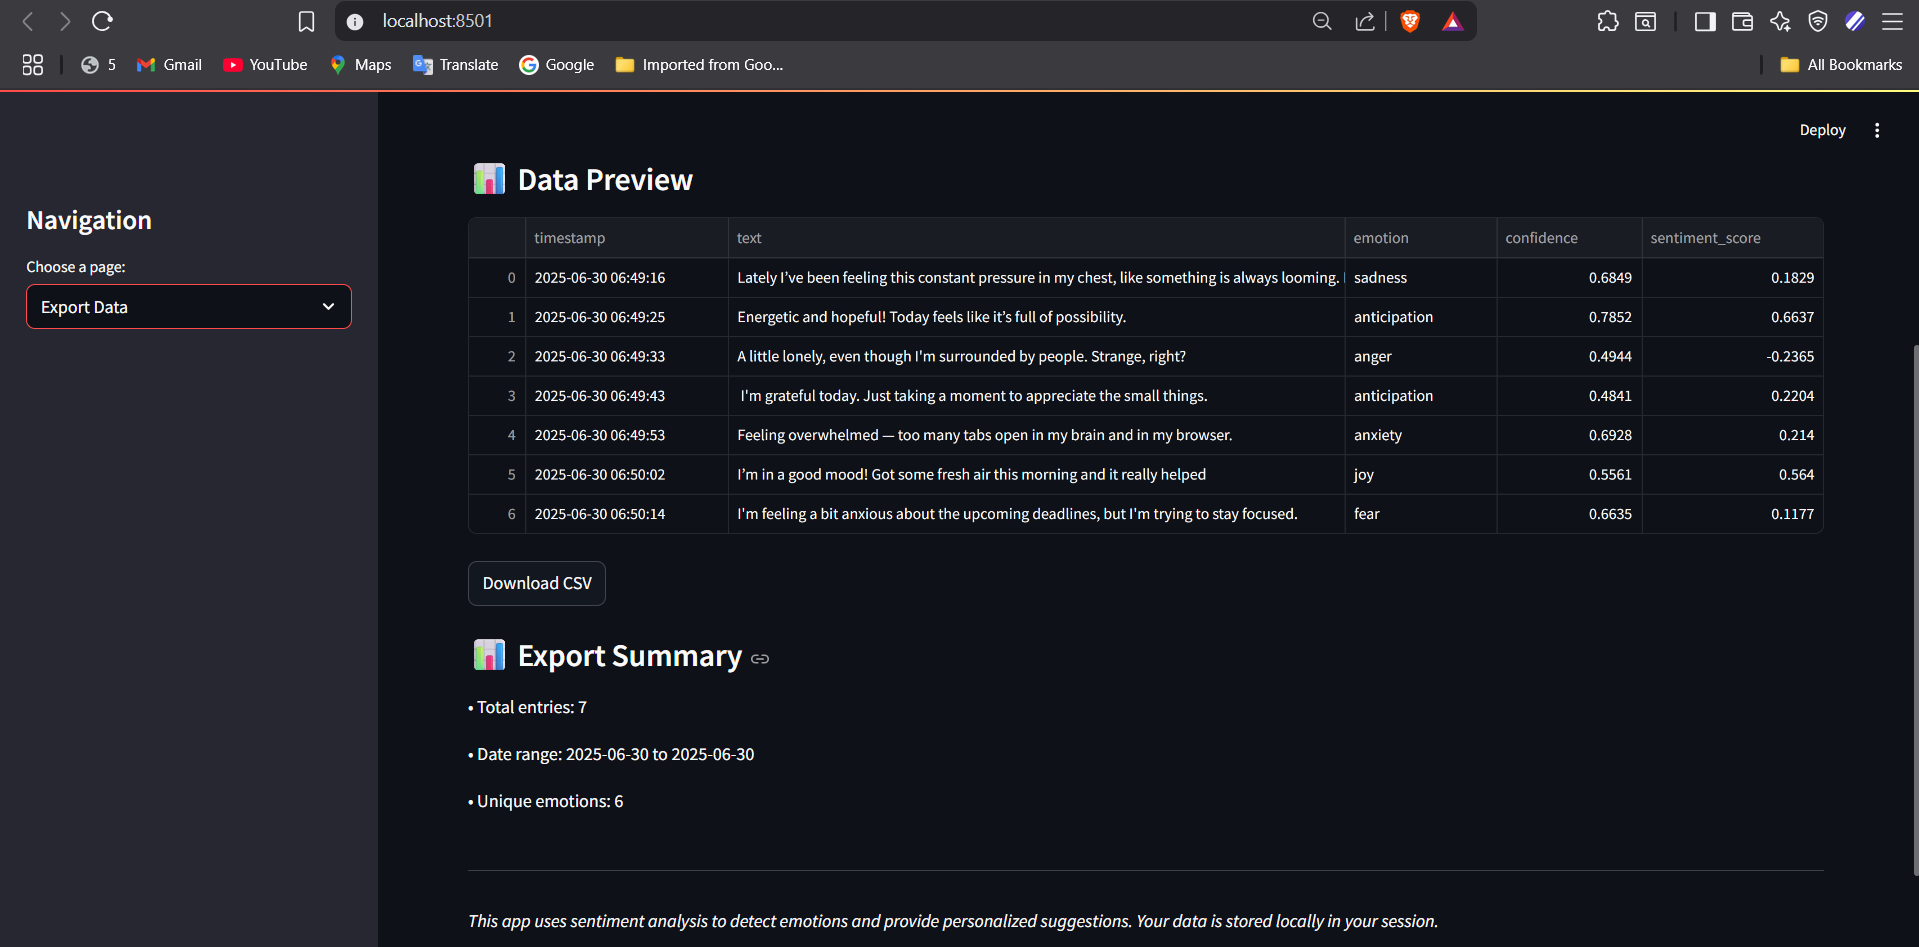 localhost:8501
5 Gmail YouTube Maps Translate Google Imported from Goo... All Bookmarks
Deploy
Navigation
Choose a page:
Export Data
Data Preview
timestamp text emotion confidence sentiment_score
0 2025-06-30 06:49:16 Lately I’ve been feeling this constant pressure in my chest, like something is always looming. sadness 0.6849 0.1829
1 2025-06-30 06:49:25 Energetic and hopeful! Today feels like it’s full of possibility. anticipation 0.7852 0.6637
2 2025-06-30 06:49:33 A little lonely, even though I'm surrounded by people. Strange, right? anger 0.4944 -0.2365
3 2025-06-30 06:49:43 I'm grateful today. Just taking a moment to appreciate the small things. anticipation 0.4841 0.2204
4 2025-06-30 06:49:53 Feeling overwhelmed — too many tabs open in my brain and in my browser. anxiety 0.6928 0.214
5 2025-06-30 06:50:02 I’m in a good mood! Got some fresh air this morning and it really helped joy 0.5561 0.564
6 2025-06-30 06:50:14 I'm feeling a bit anxious about the upcoming deadlines, but I'm trying to stay focused. fear 0.6635 0.1177
Download CSV
Export Summary
• Total entries: 7
• Date range: 2025-06-30 to 2025-06-30
• Unique emotions: 6
This app uses sentiment analysis to detect emotions and provide personalized suggestions. Your data is stored locally in your session.